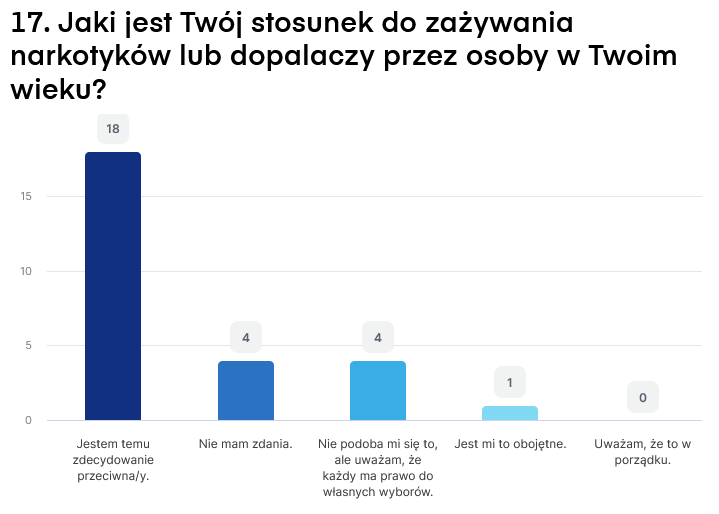 17. Jaki jest Twój stosunek do zażywania
narkotyków lub dopalaczy przez osoby w Twoim
wieku?
18
15
10
5
0
4
4
1
0
Jestem temu
zdecydowanie
przeciwna/y.
Nie mam zdania.
Nie podoba mi się to,
ale uważam, że
każdy ma prawo do
własnych wyborów.
Jest mi to obojętne.
Uważam, że to w
porządku.